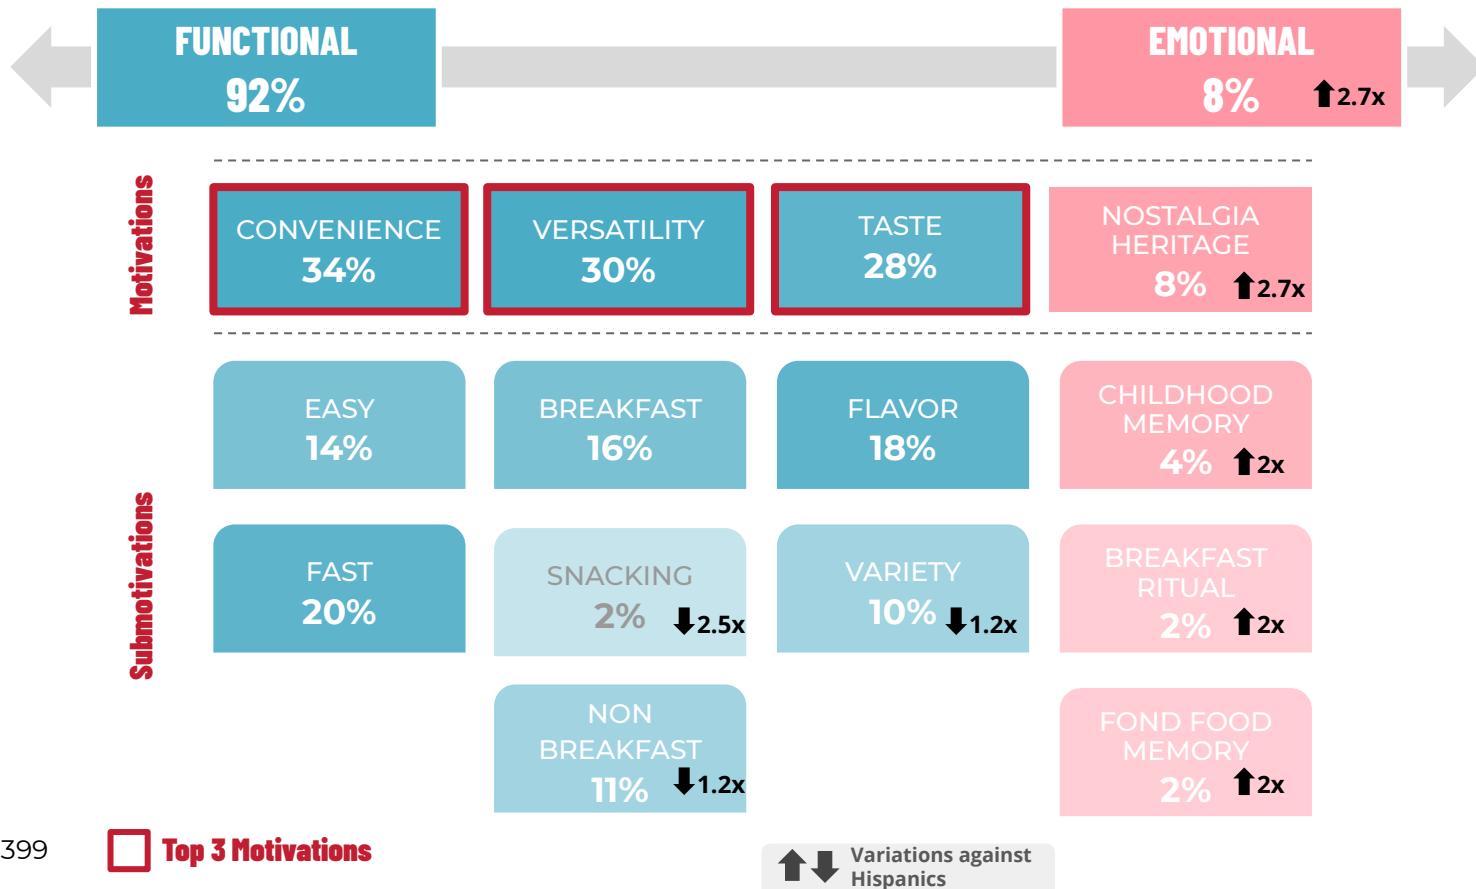 FUNCTIONAL
92%
EMOTIONAL
8%
2.7x
Motivations
CONVENIENCE
34%
VERSATILITY
30%
TASTE
28%
NOSTALGIA
HERITAGE
8%
2.7x
Submotivations
EASY
14%
BREAKFAST
16%
FLAVOR
18%
CHILDHOOD
MEMORY
4%
2x
FAST
20%
SNACKING
2%
2.5x
VARIETY
10%
1.2x
BREAKFAST
RITUAL
2%
2x
NON
BREAKFAST
11%
1.2x
FOND FOOD
MEMORY
2%
2x
399
Top 3 Motivations
Variations against
Hispanics